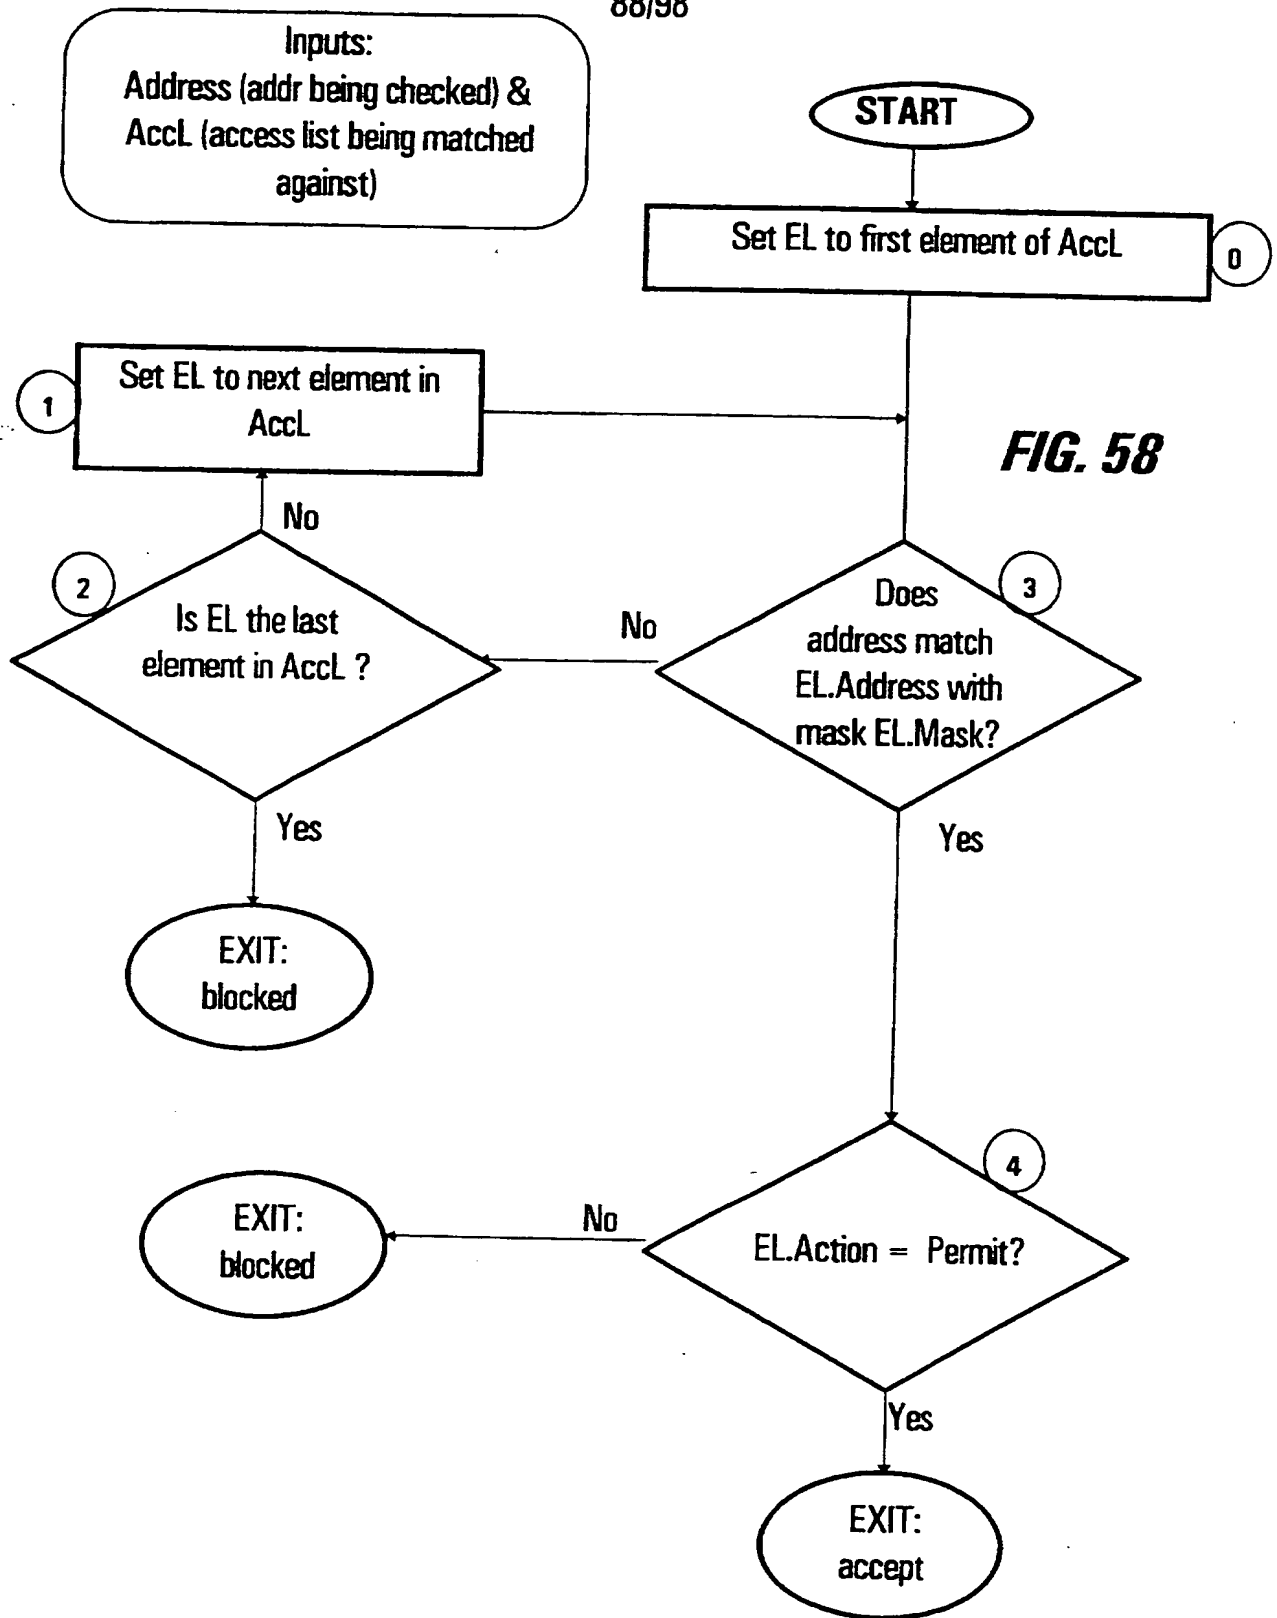 88/98
Inputs:
Address (addr being checked) &
AccL (access list being matched
against)
START
Set EL to first element of AccL
0
Set EL to next element in
AccL
1
FIG. 58
No
2
Is EL the last
element in AccL ?
No
3
Does
address match
EL.Address with
mask EL.Mask?
Yes
Yes
EXIT:
blocked
4
EL.Action = Permit?
No
EXIT:
blocked
Yes
EXIT:
accept